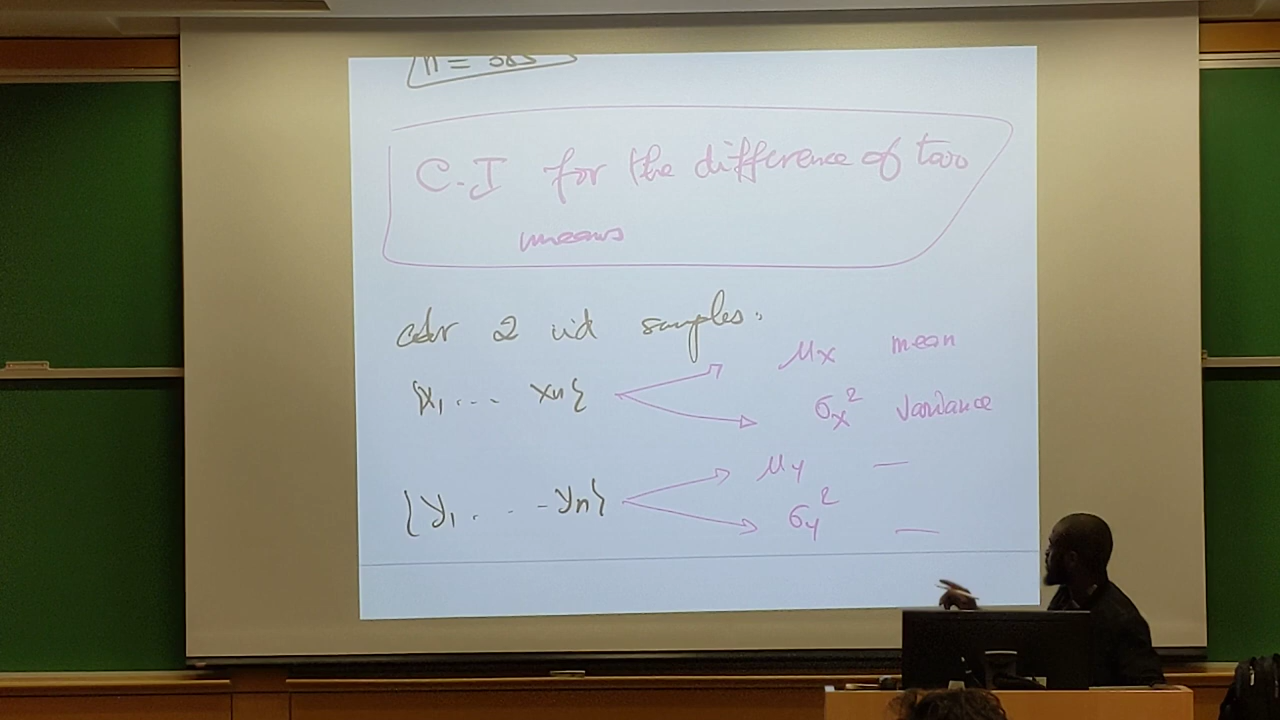 n =
C.I for the difference of two
means
2 iid samples.
{X₁ ... Xn}
μx mean
σx² variance
{y₁ . . . - yn}
μy —
σy² —